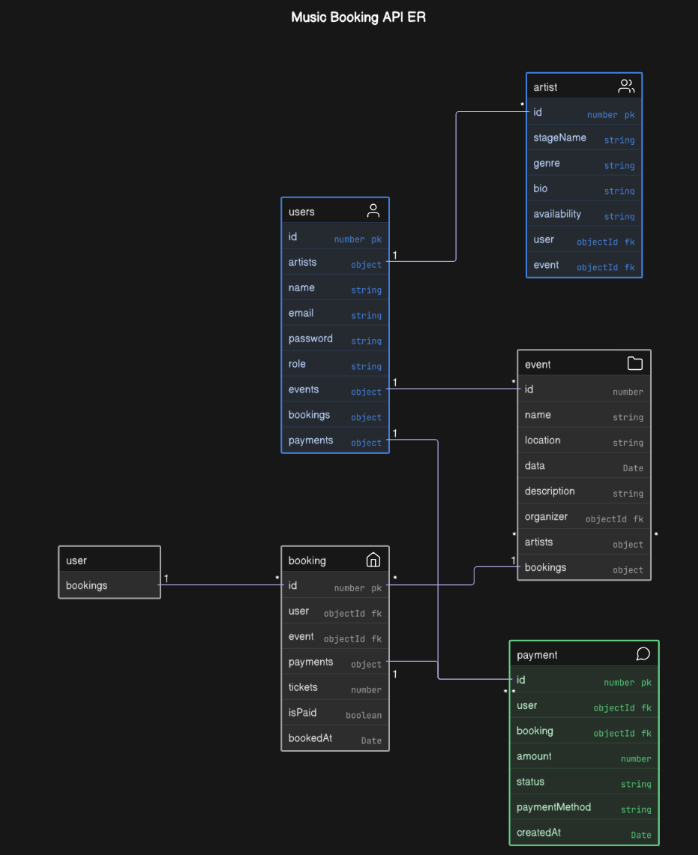 Music Booking API ER
artist
id number pk
stageName string
genre string
bio string
availability string
user objectId fk
event objectId fk
users
id number pk
artists object
name string
email string
password string
role string
events object
bookings object
payments object
event
id number
name string
location string
data Date
description string
organizer objectId fk
artists object
bookings object
user
bookings
booking
id number pk
user objectId fk
event objectId fk
payments object
tickets number
isPaid boolean
bookedAt Date
payment
id number pk
user objectId fk
booking objectId fk
amount number
status string
paymentMethod string
createdAt Date
1
*
1
*
1
1
*
*
1
*
*
1
* *